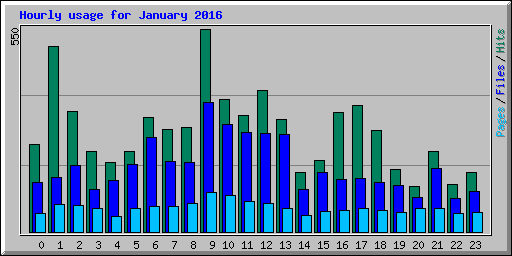 Hourly usage for January 2016
550
Pages / Files / Hits
0 1 2 3 4 5 6 7 8 9 10 11 12 13 14 15 16 17 18 19 20 21 22 23